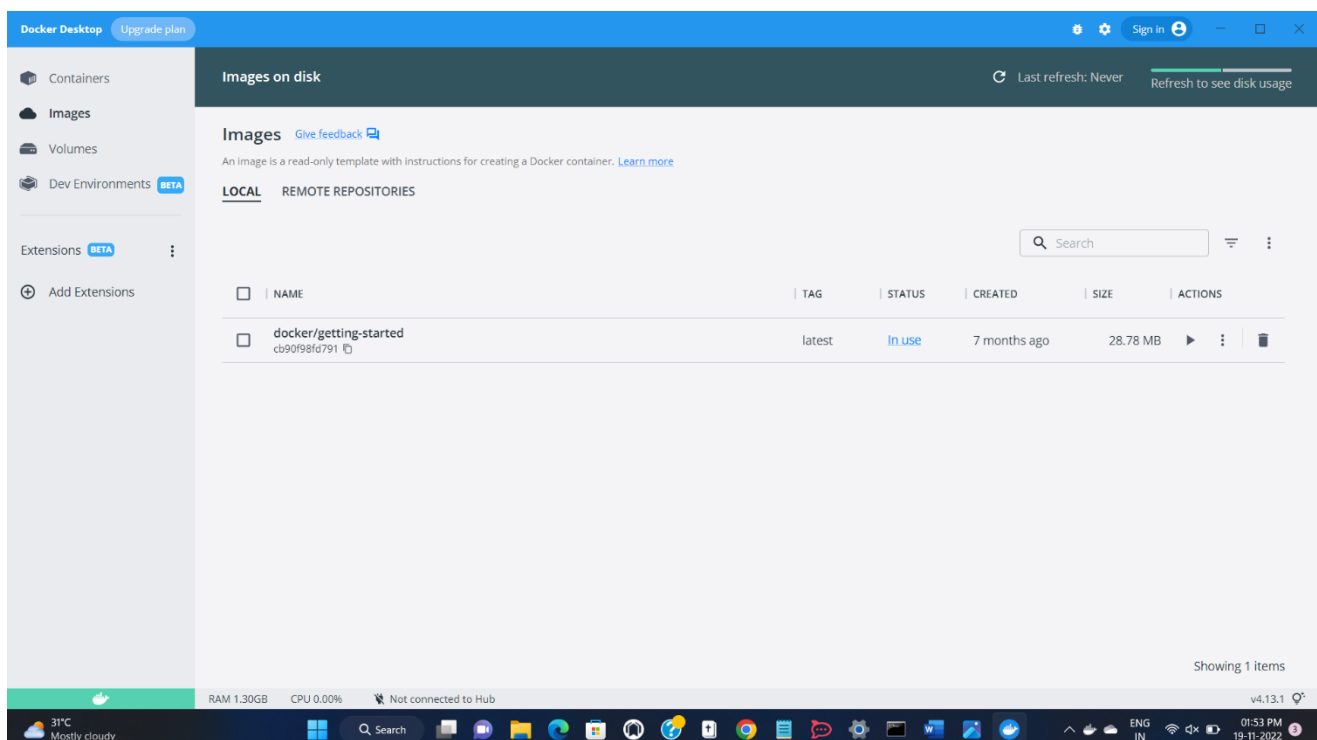 Docker Desktop Upgrade plan Sign in
Containers
Images
Volumes
Dev Environments BETA
Extensions BETA
Add Extensions
Images on disk Last refresh: Never Refresh to see disk usage
Images Give feedback
An image is a read-only template with instructions for creating a Docker container. Learn more
LOCAL REMOTE REPOSITORIES
Search
NAME TAG STATUS CREATED SIZE ACTIONS
docker/getting-started latest In use 7 months ago 28.78 MB
cb90f98fd791
Showing 1 items
RAM 1.30GB CPU 0.00% Not connected to Hub v4.13.1
31°C
Mostly cloudy
Search
ENG
IN
01:53 PM
19-11-2022
3